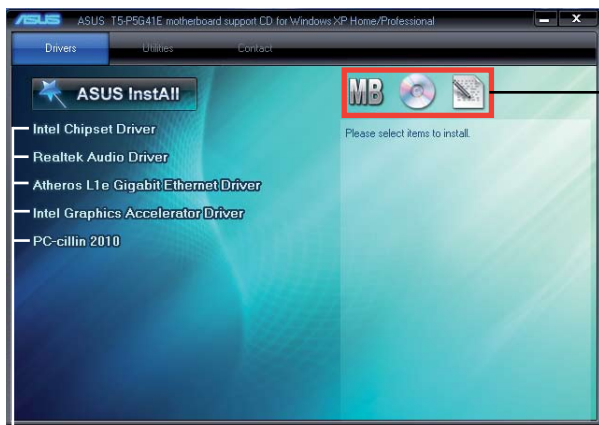 ASUS ASUS T5-P5G41E motherboard support CD for Windows XP Home/Professional
Drivers Utilities Contact
ASUS InstAll
MB
Intel Chipset Driver
Please select items to install.
Realtek Audio Driver
Atheros L1e Gigabit Ethernet Driver
Intel Graphics Accelerator Driver
PC-cillin 2010